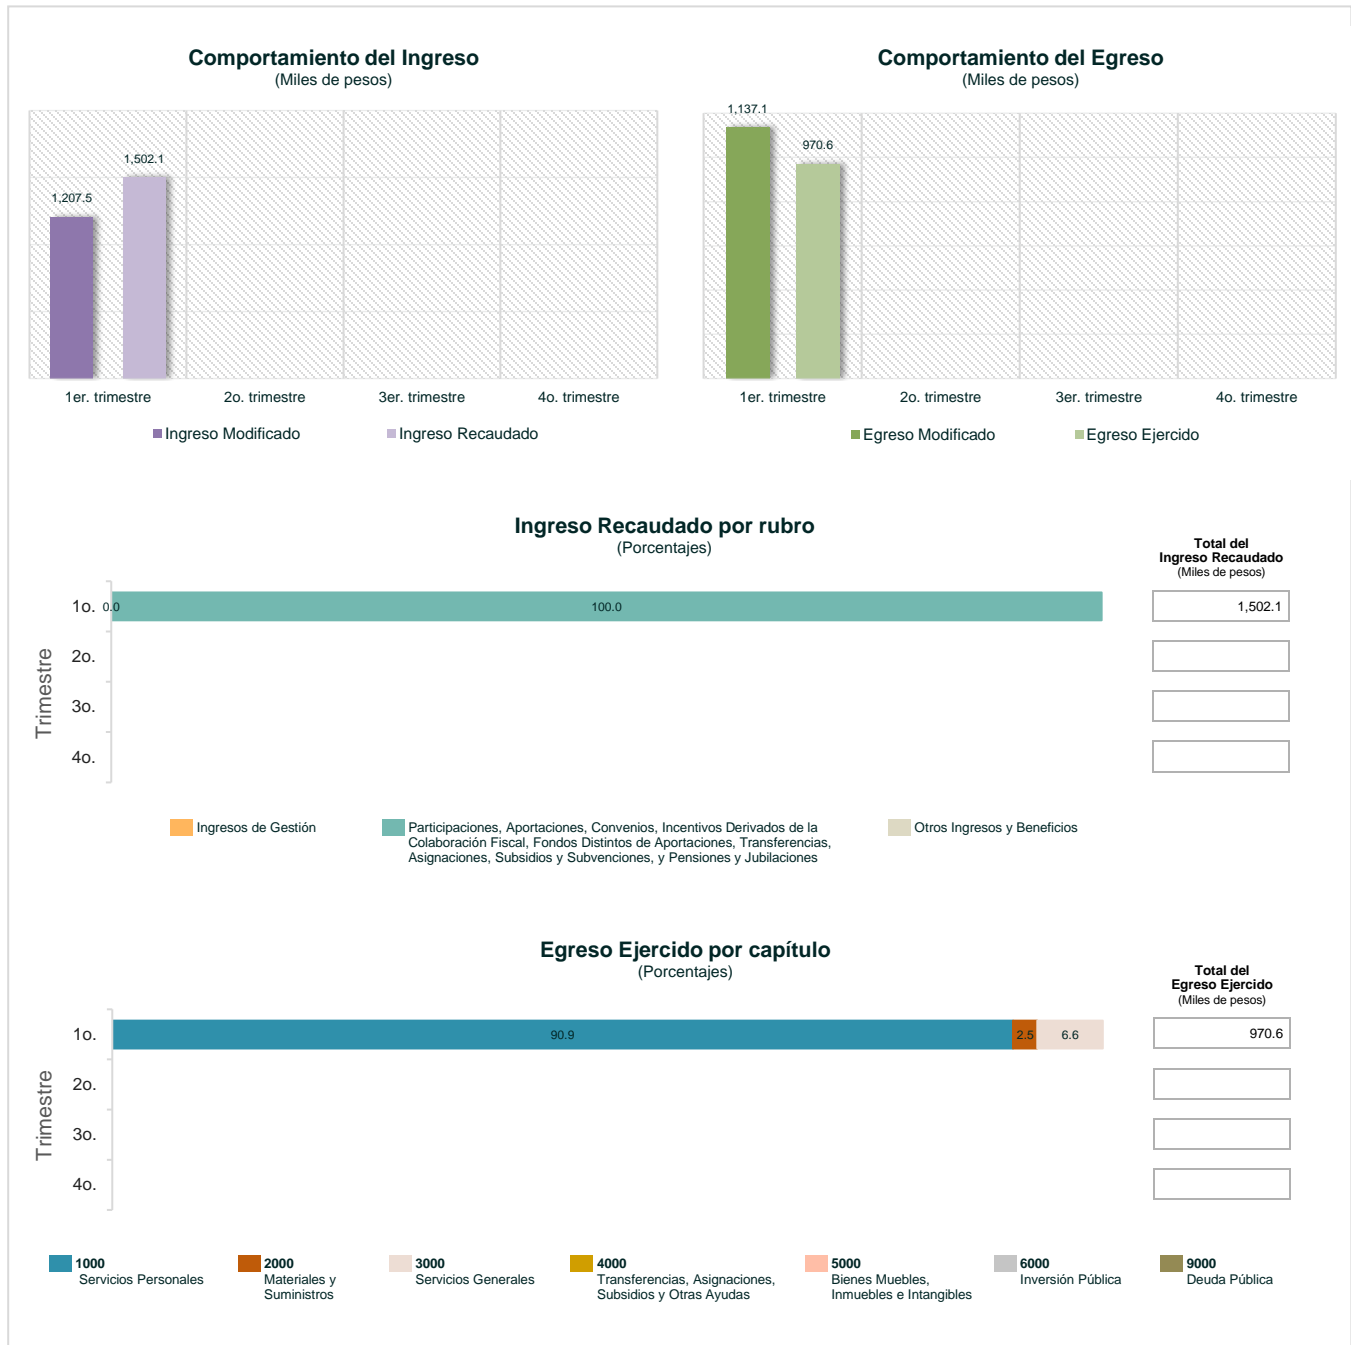 Comportamiento del Ingreso
(Miles de pesos)
1,207.5
1,502.1
1er. trimestre
2o. trimestre
3er. trimestre
4o. trimestre
Ingreso Modificado
Ingreso Recaudado
Comportamiento del Egreso
(Miles de pesos)
1,137.1
970.6
1er. trimestre
2o. trimestre
3er. trimestre
4o. trimestre
Egreso Modificado
Egreso Ejercido
Ingreso Recaudado por rubro
(Porcentajes)
Total del
Ingreso Recaudado
(Miles de pesos)
Trimestre
1o.
0.0
100.0
1,502.1
2o.
3o.
4o.
Ingresos de Gestión
Participaciones, Aportaciones, Convenios, Incentivos Derivados de la
Colaboración Fiscal, Fondos Distintos de Aportaciones, Transferencias,
Asignaciones, Subsidios y Subvenciones, y Pensiones y Jubilaciones
Otros Ingresos y Beneficios
Egreso Ejercido por capítulo
(Porcentajes)
Total del
Egreso Ejercido
(Miles de pesos)
Trimestre
1o.
90.9
2.5
6.6
970.6
2o.
3o.
4o.
1000
Servicios Personales
2000
Materiales y
Suministros
3000
Servicios Generales
4000
Transferencias, Asignaciones,
Subsidios y Otras Ayudas
5000
Bienes Muebles,
Inmuebles e Intangibles
6000
Inversión Pública
9000
Deuda Pública